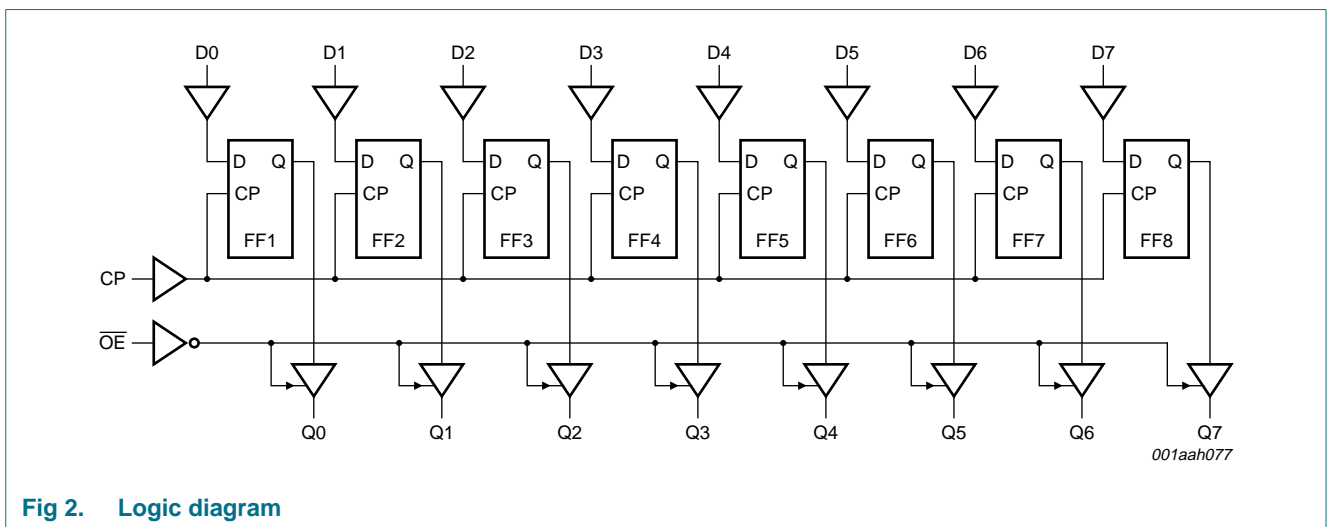 D0 D1 D2 D3 D4 D5 D6 D7
D Q D Q D Q D Q D Q D Q D Q D Q
CP CP CP CP CP CP CP CP
FF1 FF2 FF3 FF4 FF5 FF6 FF7 FF8
CP
O̅E̅
Q0 Q1 Q2 Q3 Q4 Q5 Q6 Q7
001aah077
Fig 2. Logic diagram